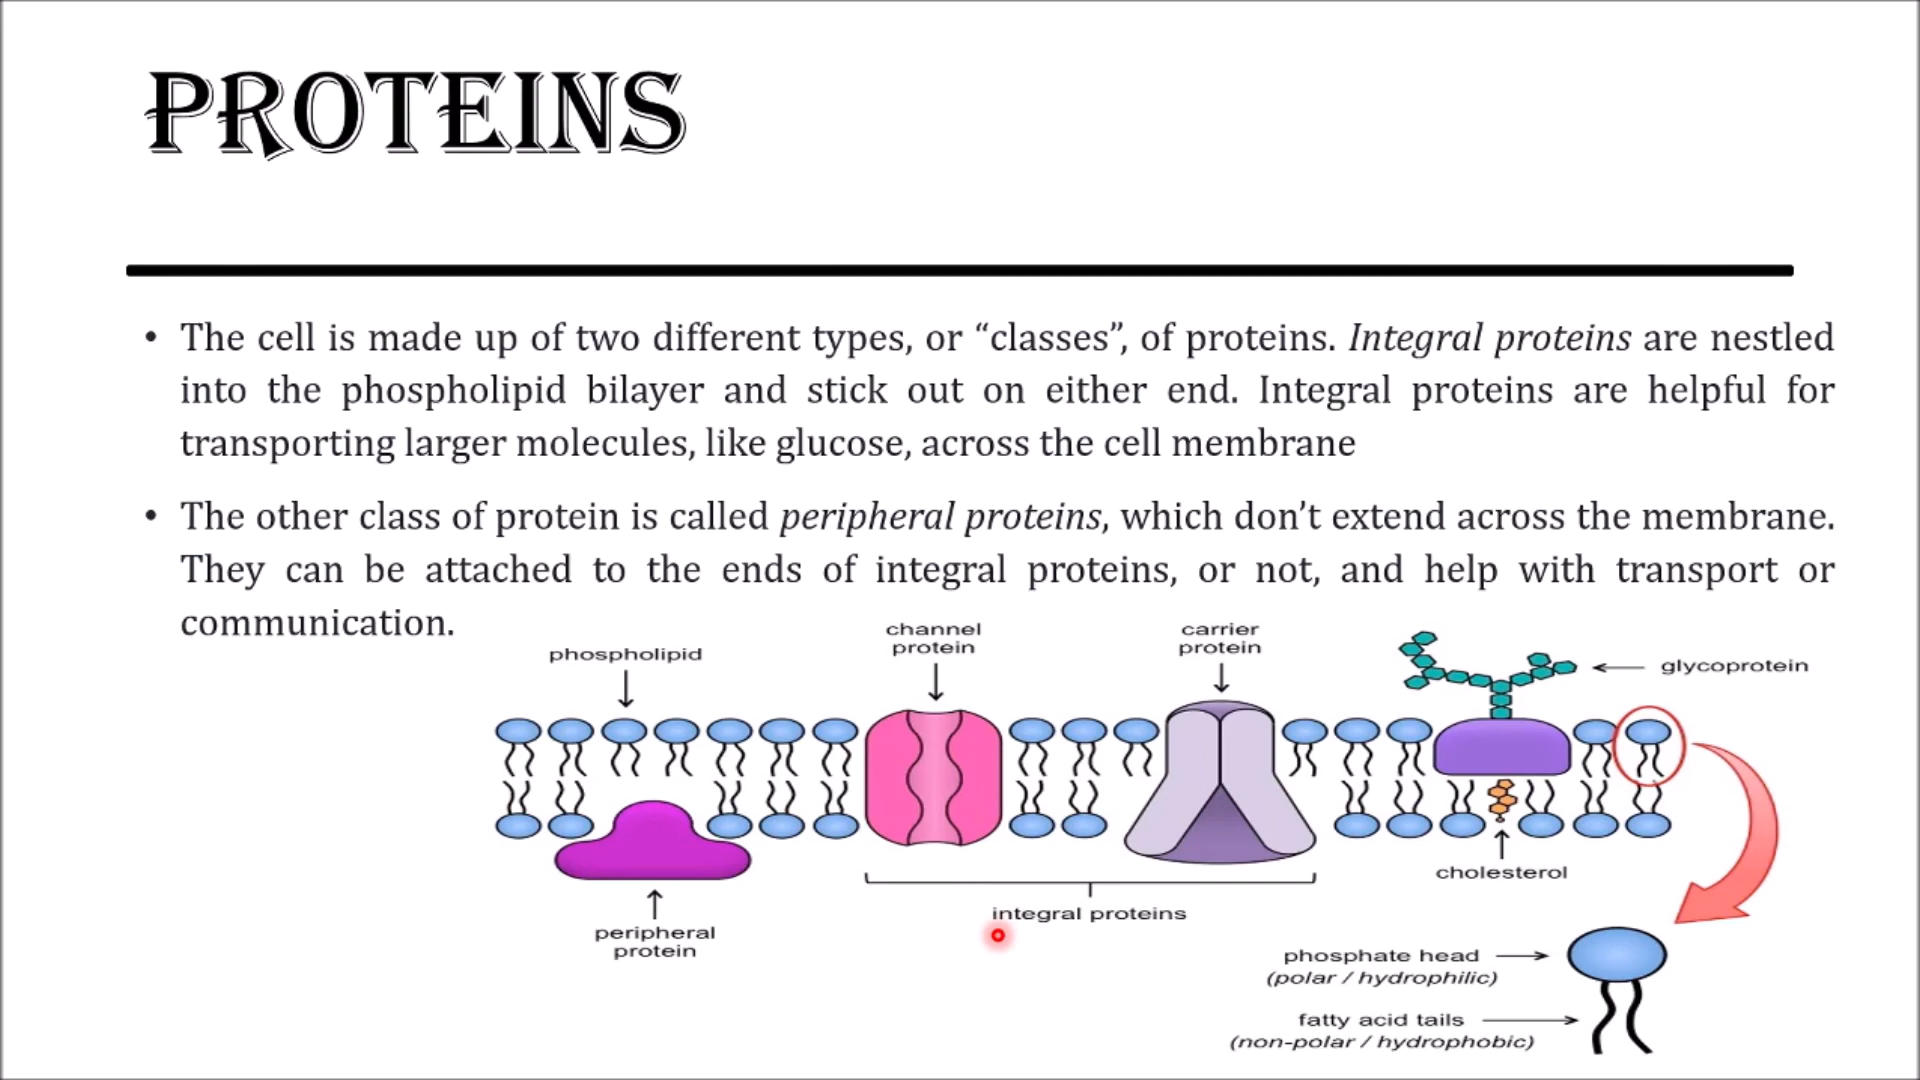 PROTEINS
• The cell is made up of two different types, or “classes”, of proteins. Integral proteins are nestled
into the phospholipid bilayer and stick out on either end. Integral proteins are helpful for
transporting larger molecules, like glucose, across the cell membrane
• The other class of protein is called peripheral proteins, which don’t extend across the membrane.
They can be attached to the ends of integral proteins, or not, and help with transport or
communication.
phospholipid
channel
protein
carrier
protein
glycoprotein
cholesterol
integral proteins
peripheral
protein
phosphate head
(polar / hydrophilic)
fatty acid tails
(non-polar / hydrophobic)